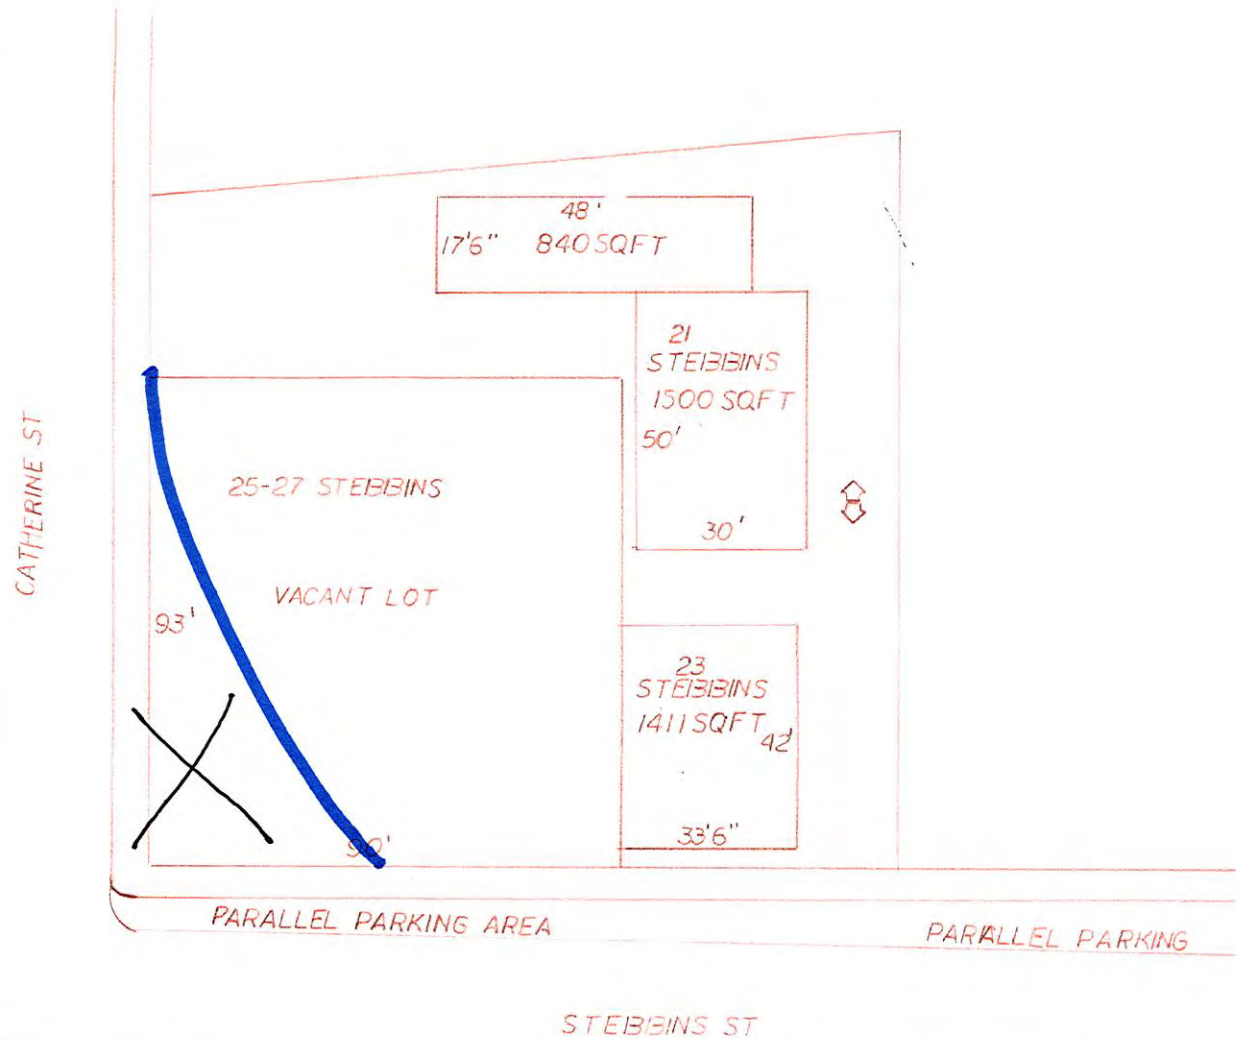 48'
17'6" 840 SQFT
21
STEBBINS
1500 SQFT
50'
30'
CATHERINE ST
25-27 STEBBINS
VACANT LOT
93'
23
STEBBINS
1411 SQFT
42'
33'6"
90'
PARALLEL PARKING AREA
PARALLEL PARKING
STEBBINS ST